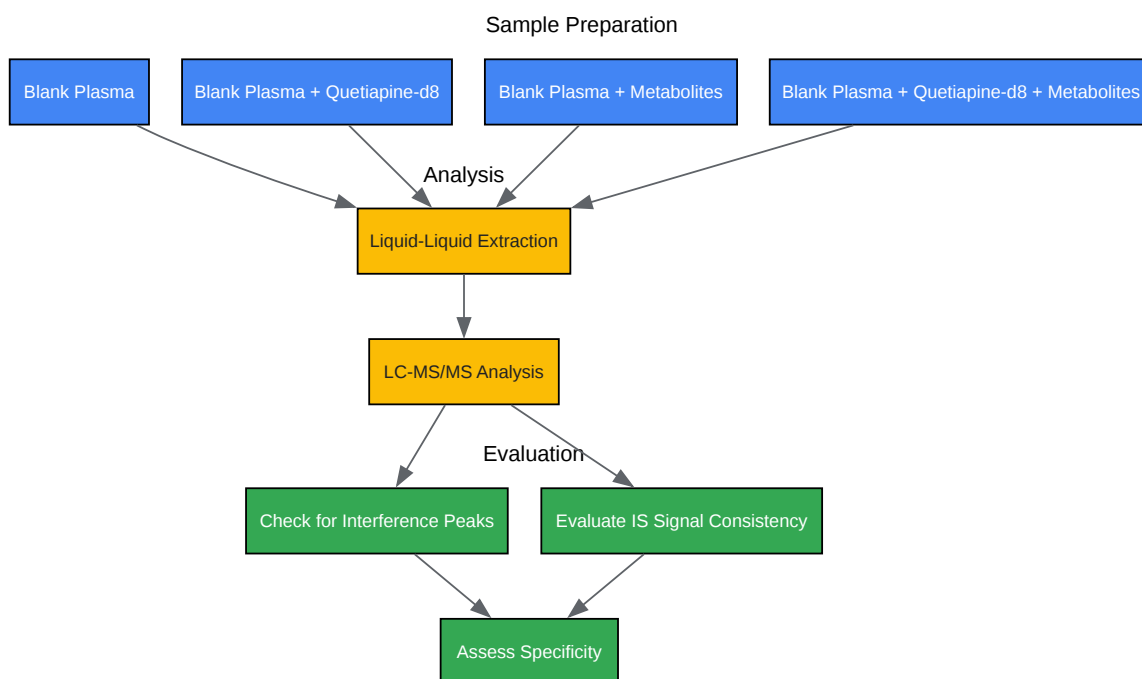 Sample Preparation
Blank Plasma
Blank Plasma + Quetiapine-d8
Blank Plasma + Metabolites
Blank Plasma + Quetiapine-d8 + Metabolites
Analysis
Liquid-Liquid Extraction
LC-MS/MS Analysis
Evaluation
Check for Interference Peaks
Evaluate IS Signal Consistency
Assess Specificity